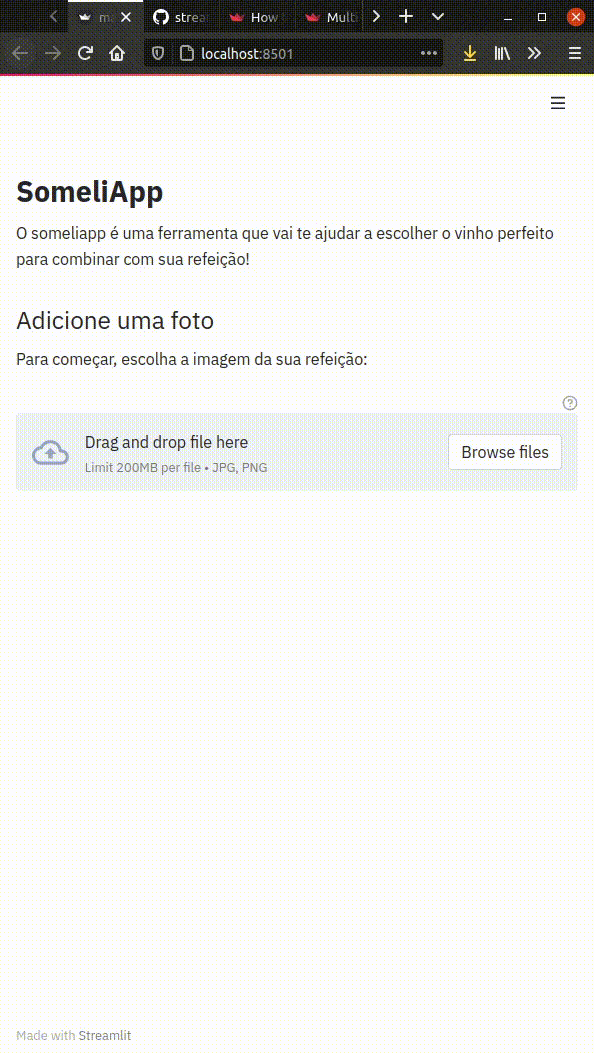 strea
How
Multi
localhost:8501
SomeliApp
O someliapp é uma ferramenta que vai te ajudar a escolher o vinho perfeito
para combinar com sua refeição!
Adicione uma foto
Para começar, escolha a imagem da sua refeição:
Drag and drop file here
Limit 200MB per file • JPG, PNG
Browse files
Made with Streamlit